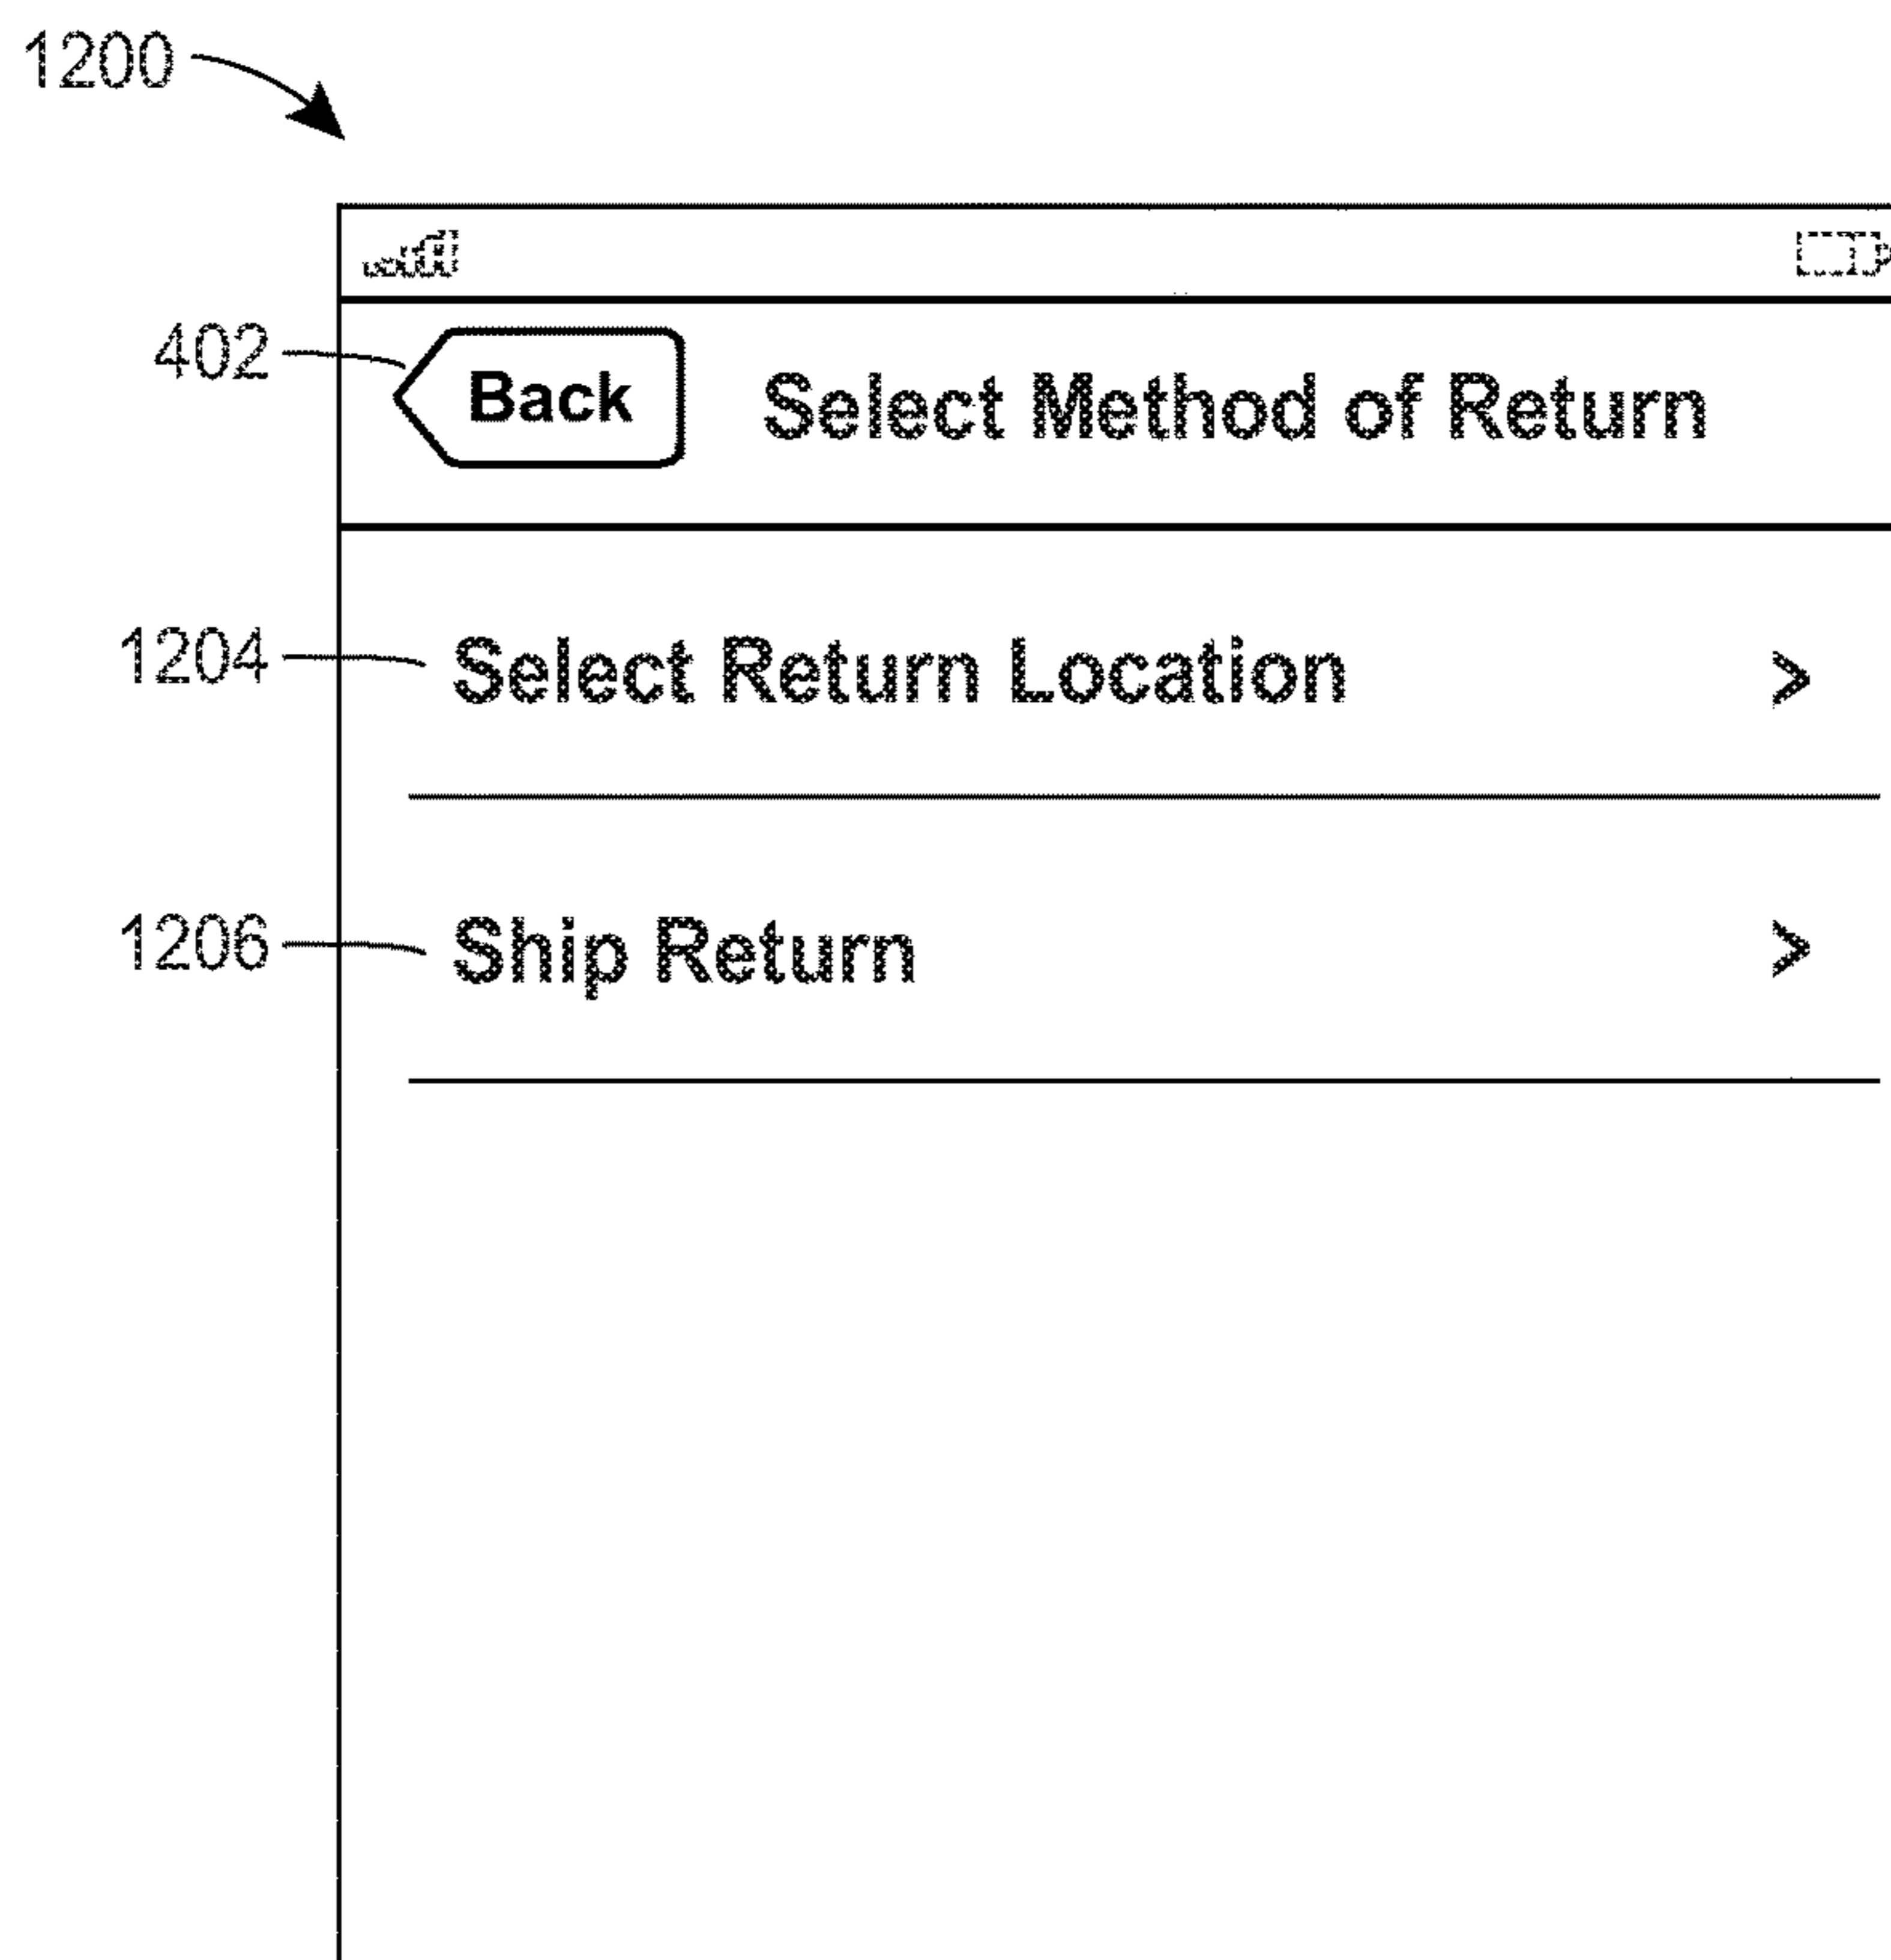 1200
402
Back Select Method of Return
1204 Select Return Location >
1206 Ship Return >